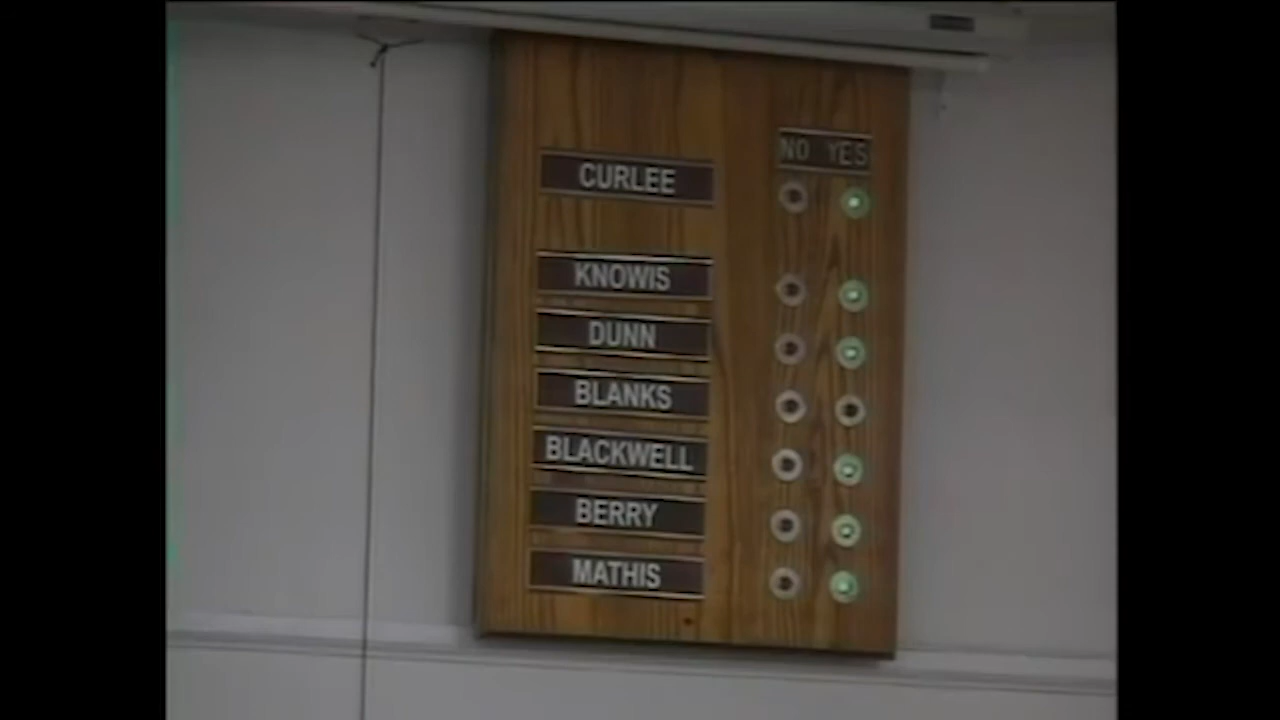 NO YES
CURLEE
KNOWIS
DUNN
BLANKS
BLACKWELL
BERRY
MATHIS